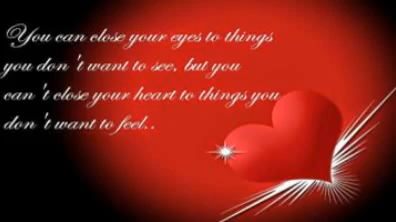 You can close your eyes to things
you don't want to see, but you
can't close your heart to things you
don't want to feel..